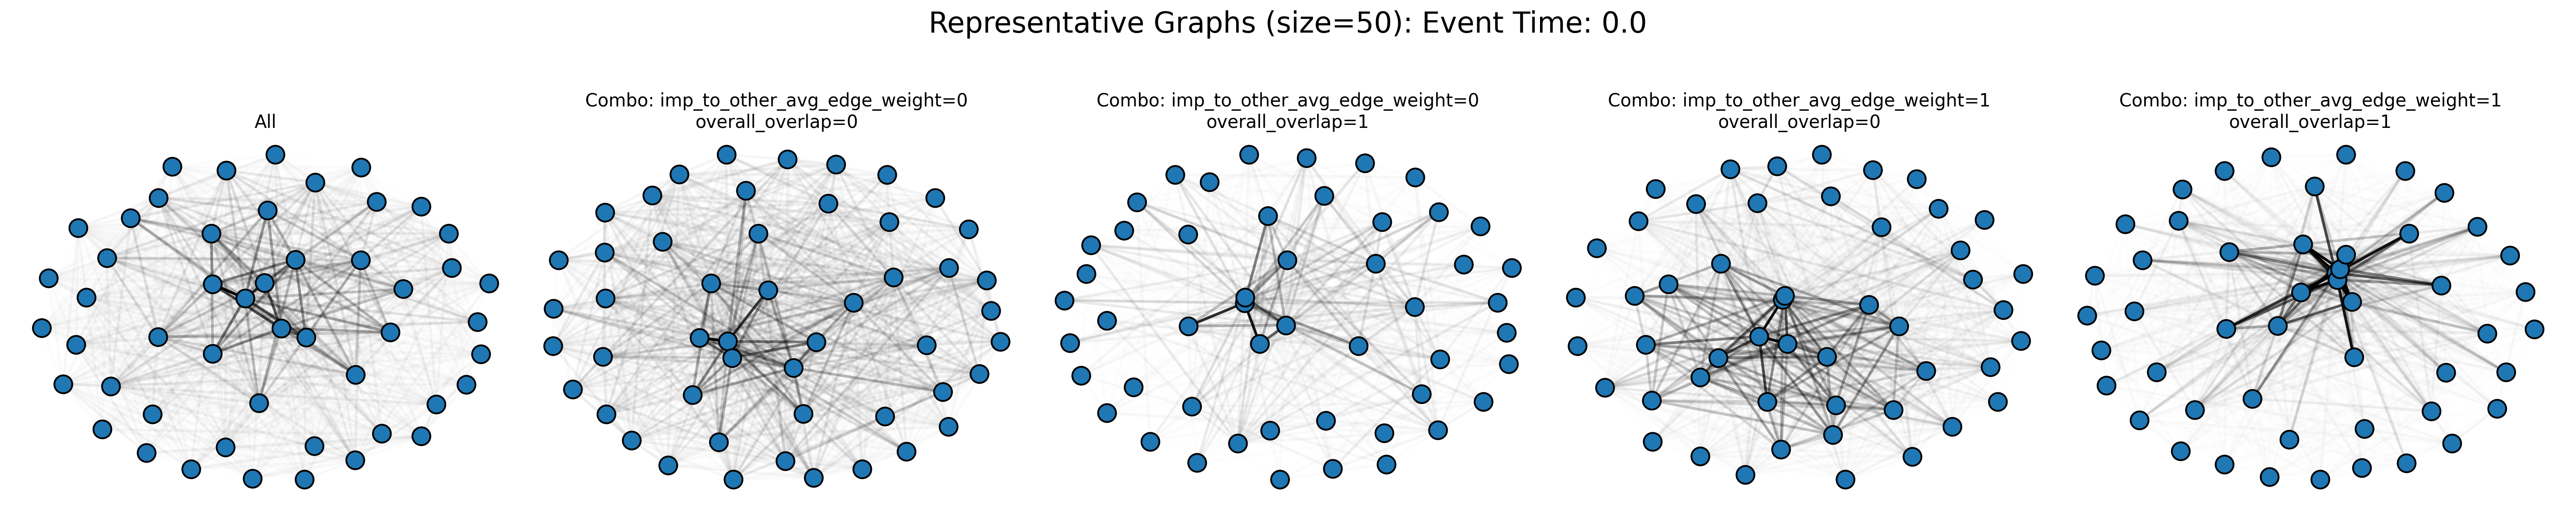 Representative Graphs (size=50): Event Time: 0.0
All
Combo: imp_to_other_avg_edge_weight=0
overall_overlap=0
Combo: imp_to_other_avg_edge_weight=0
overall_overlap=1
Combo: imp_to_other_avg_edge_weight=1
overall_overlap=0
Combo: imp_to_other_avg_edge_weight=1
overall_overlap=1